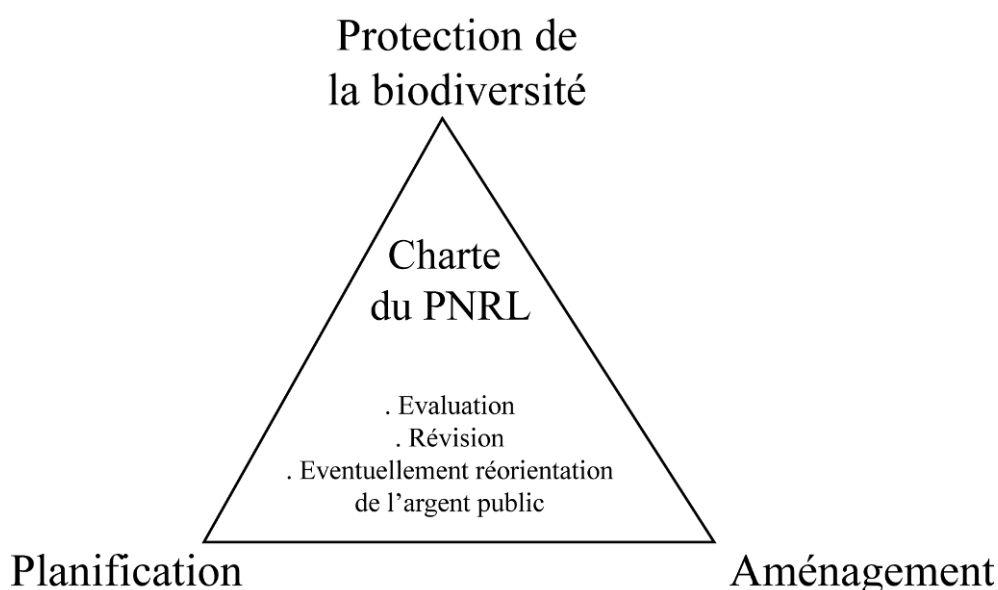 Protection de
la biodiversité
Charte
du PNRL
. Evaluation
. Révision
. Eventuellement réorientation
de l’argent public
Planification
Aménagement